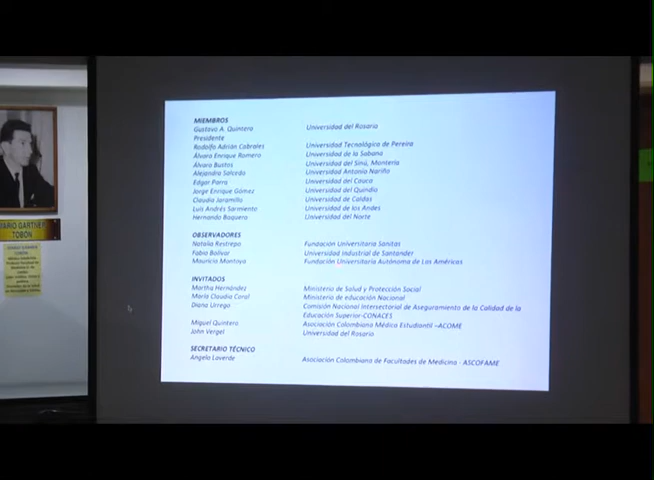 MIEMBROS
Gustavo A. Quintero Universidad del Rosario
Presidente
Rodolfo Adrián Cabrales Universidad Tecnológica de Pereira
Álvaro Enrique Romero Universidad de la Sabana
Álvaro Bustos Universidad del Sinú, Montería
Alejandra Salcedo Universidad Antonio Nariño
Edgar Parra Universidad del Cauca
Jorge Enrique Gómez Universidad del Quindío
Claudia Jaramillo Universidad de Caldas
Luis Andrés Sarmiento Universidad de los Andes
Hernando Baquero Universidad del Norte
OBSERVADORES
Natalia Restrepo Fundación Universitaria Sanitas
Fabio Bolívar Universidad Industrial de Santander
Mauricio Montoya Fundación Universitaria Autónoma de Las Américas
INVITADOS
Martha Hernández Ministerio de Salud y Protección Social
María Claudia Coral Ministerio de educación Nacional
Diana Urrego Comisión Nacional Intersectorial de Aseguramiento de la Calidad de la
Educación Superior-CONACES
Miguel Quintero Asociación Colombiana Médica Estudiantil –ACOME
John Vergel Universidad del Rosario
SECRETARIO TÉCNICO
Angela Laverde Asociación Colombiana de Facultades de Medicina - ASCOFAME
MARIO GARTNER
TOBÓN